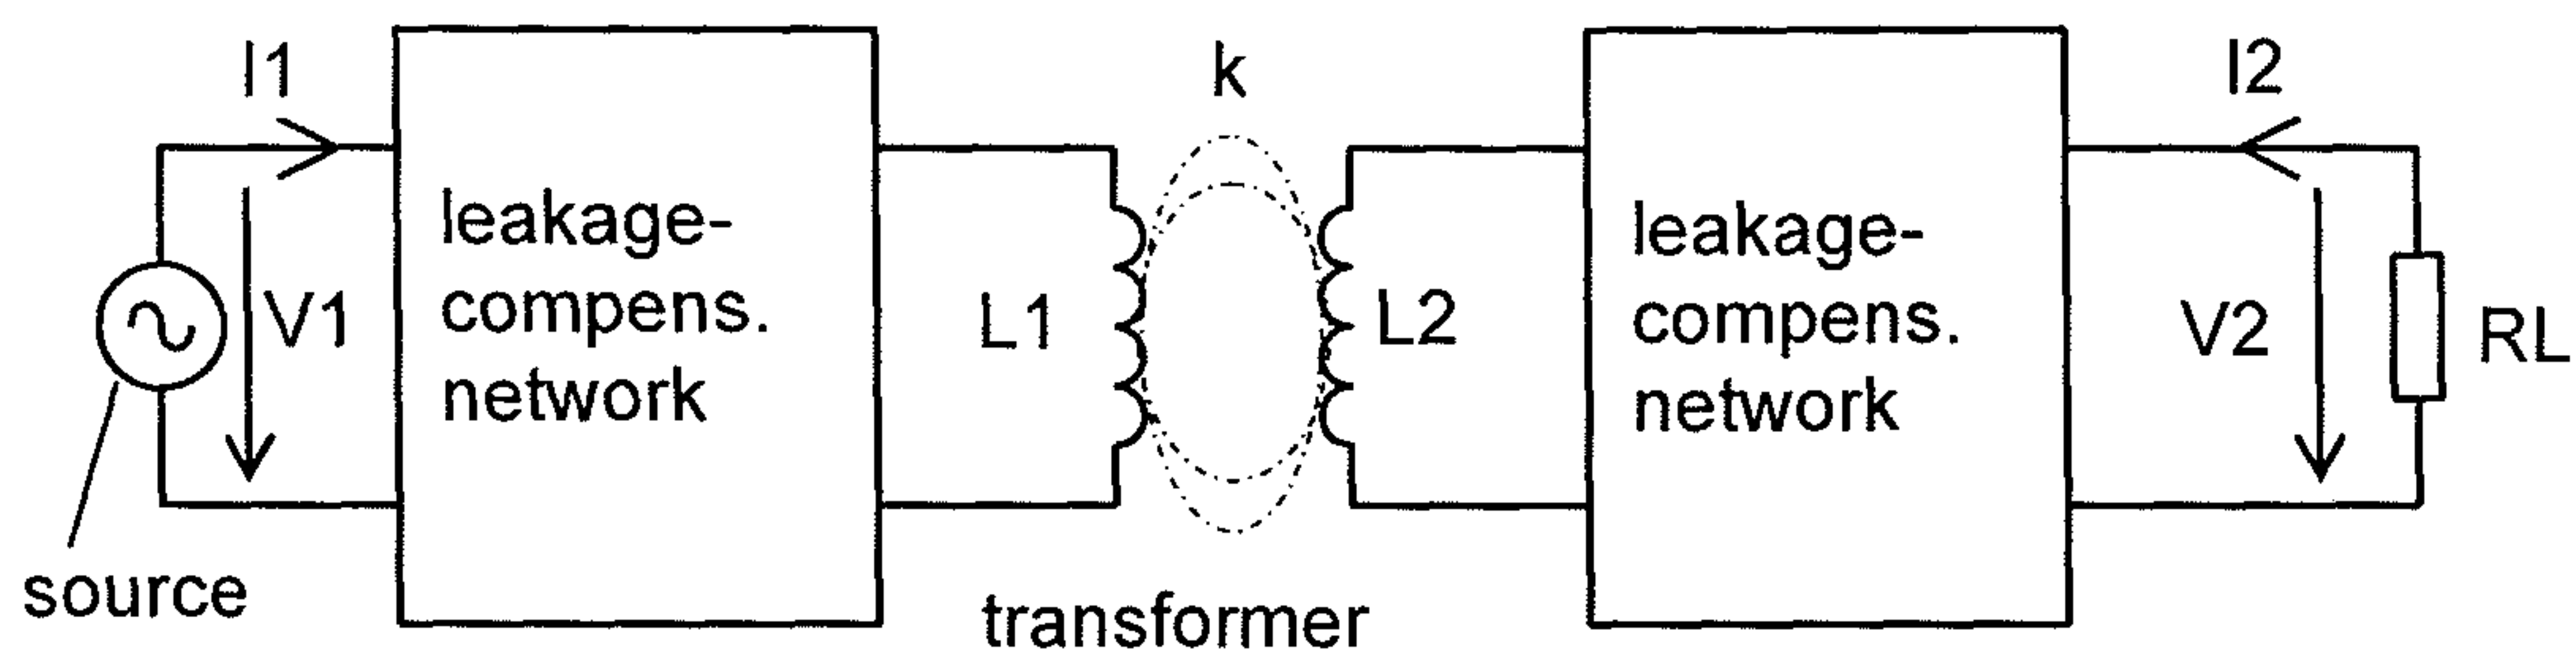 I1
k
I2
leakage-
compens.
network
leakage-
compens.
network
V1
L1
L2
V2
RL
source
transformer